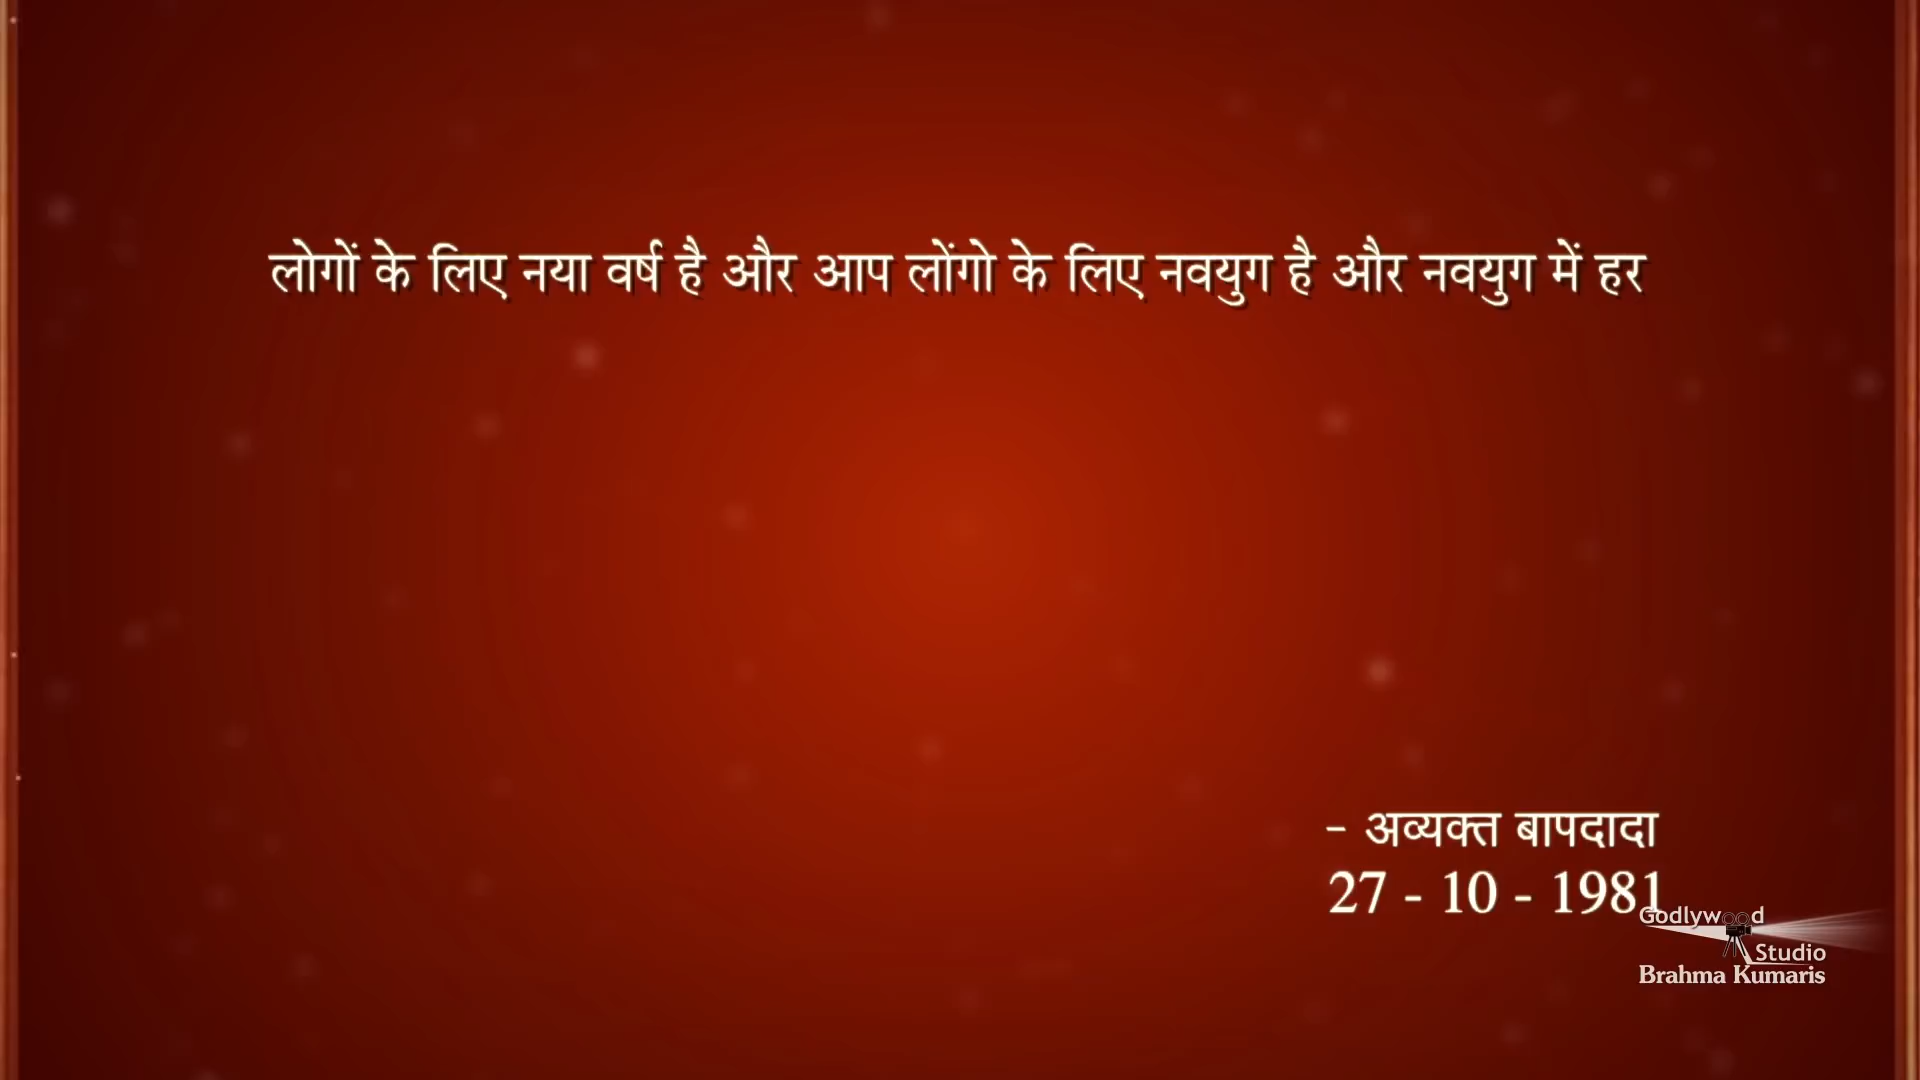 लोगों के लिए नया वर्ष है और आप लोंगो के लिए नवयुग है और नवयुग में हर
- अव्यक्त बापदादा
27 - 10 - 1981
Godlywood
Studio
Brahma Kumaris